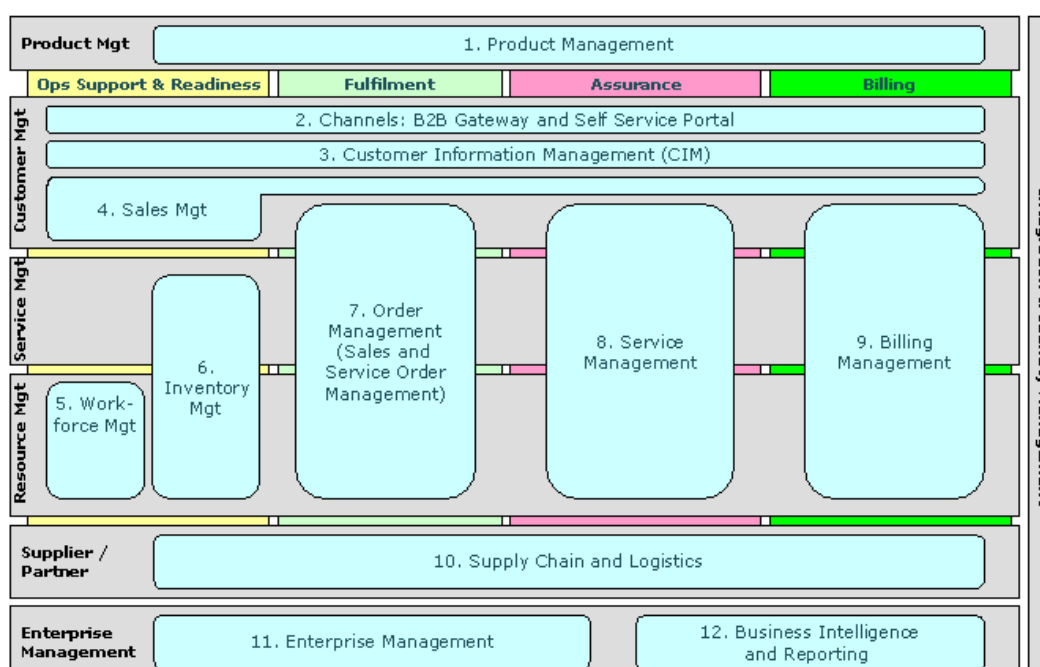 Product Mgt
1. Product Management
Ops Support & Readiness
Fulfilment
Assurance
Billing
Customer Mgt
2. Channels: B2B Gateway and Self Service Portal
3. Customer Information Management (CIM)
4. Sales Mgt
Service Mgt
6.
Inventory
Mgt
7. Order
Management
(Sales and
Service Order
Management)
8. Service
Management
9. Billing
Management
Resource Mgt
5. Work-
force Mgt
Supplier /
Partner
10. Supply Chain and Logistics
Enterprise
Management
11. Enterprise Management
12. Business Intelligence
and Reporting